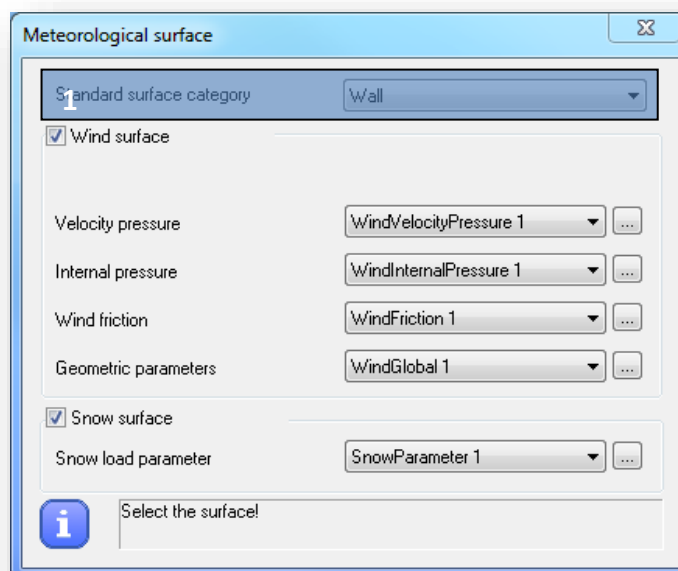 Meteorological surface
Standard surface category Wall
1
Wind surface
Velocity pressure WindVelocityPressure 1 ...
Internal pressure WindInternalPressure 1 ...
Wind friction WindFriction 1 ...
Geometric parameters WindGlobal 1 ...
Snow surface
Snow load parameter SnowParameter 1 ...
i Select the surface!